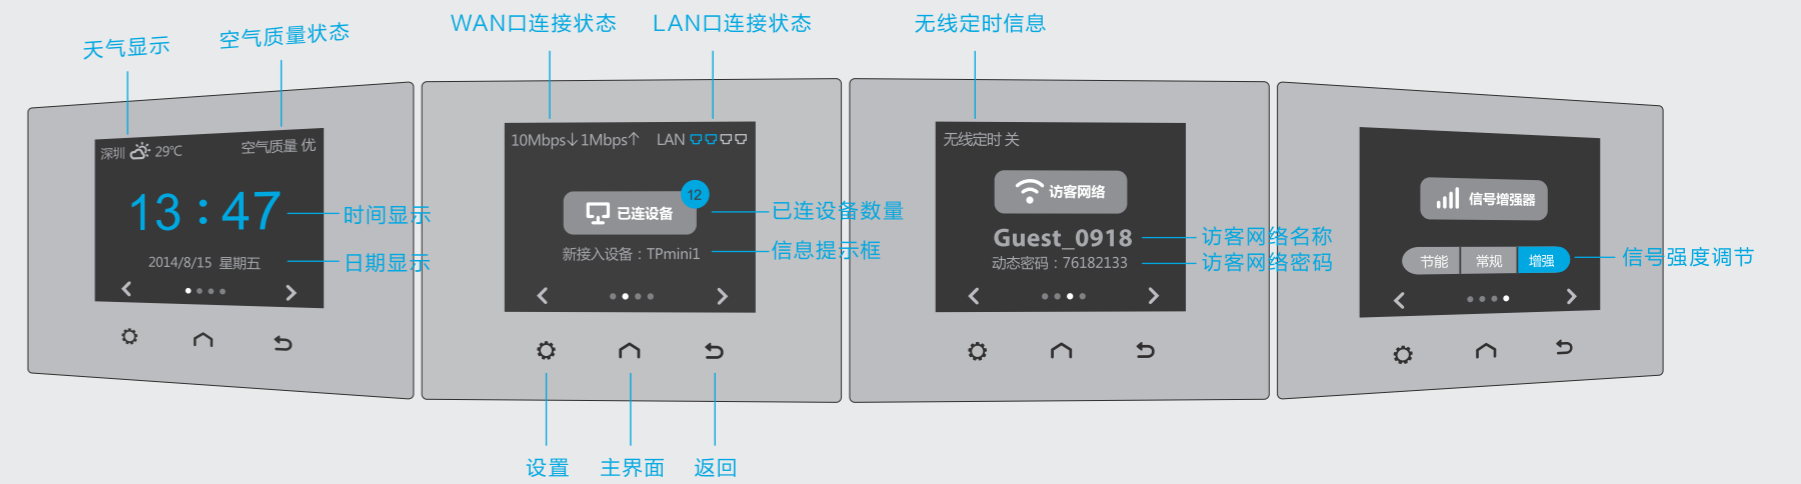 天气显示
空气质量状态
WAN口连接状态
LAN口连接状态
无线定时信息
深圳 29℃
空气质量 优
13:47
时间显示
2014/8/15 星期五
日期显示
10Mbps↓1Mbps↑ LAN
已连设备
12
已连设备数量
新接入设备：TPmini1
信息提示框
无线定时 关
访客网络
Guest_0918
访客网络名称
动态密码：76182133
访客网络密码
信号增强器
节能 常规 增强
信号强度调节
设置
主界面
返回